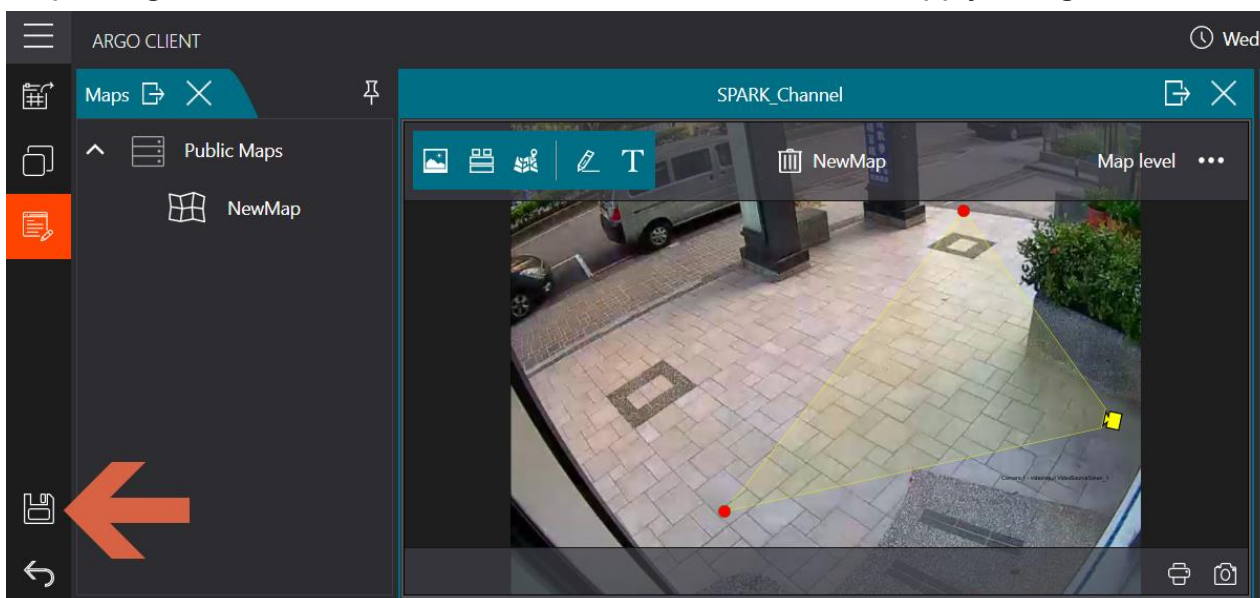 ARGO CLIENT
Wed
Maps
SPARK_Channel
Public Maps
NewMap
T
NewMap
Map level